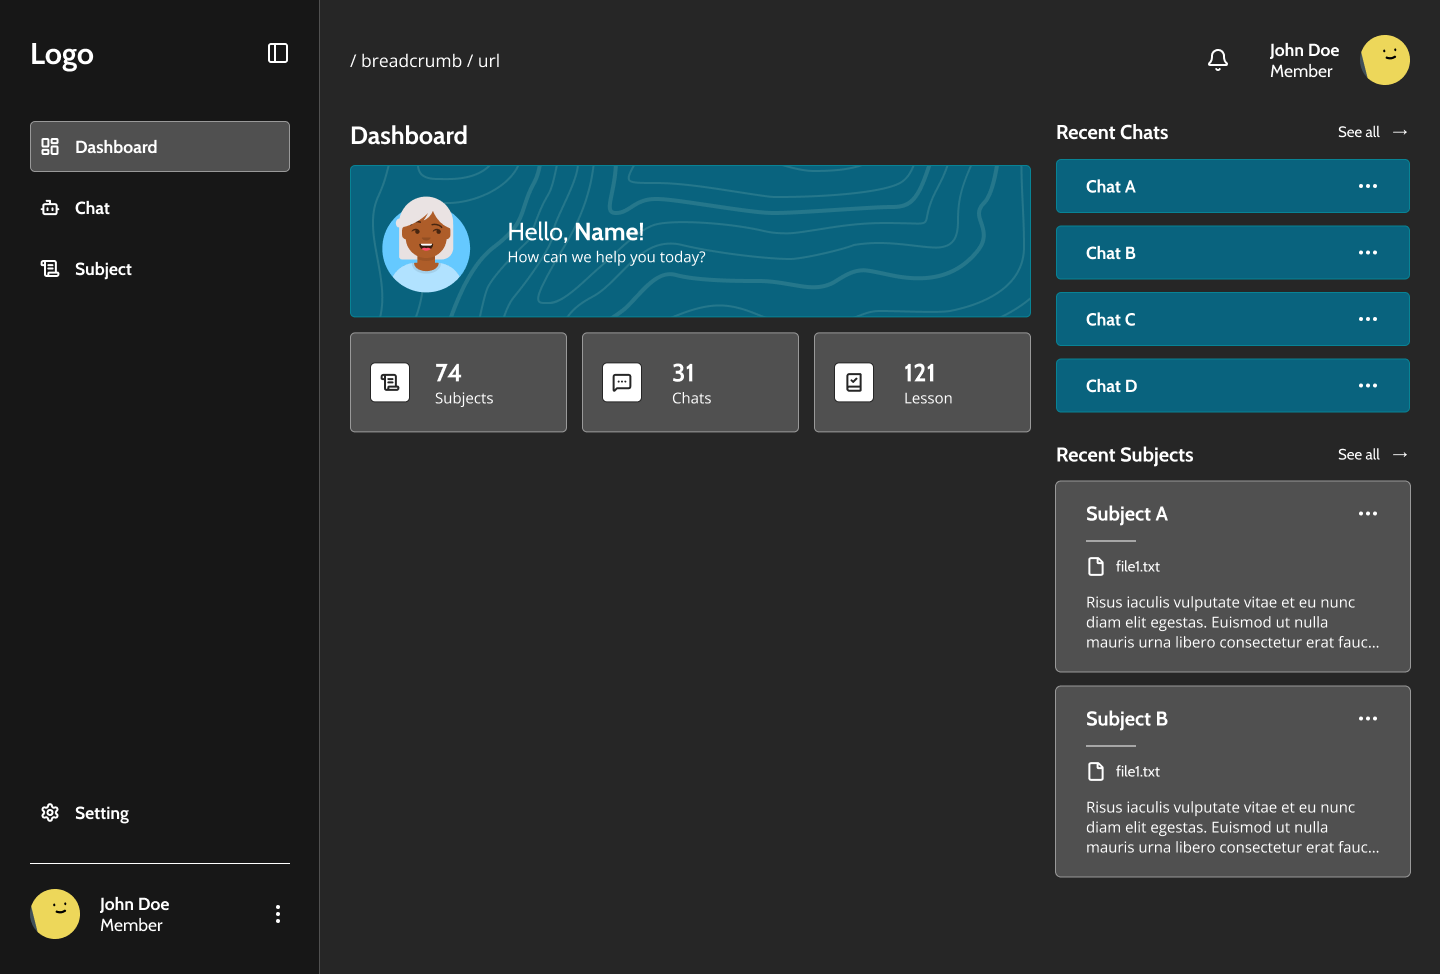 Logo
Dashboard
Chat
Subject
Setting
John Doe
Member
/ breadcrumb / url
John Doe
Member
Dashboard
Hello, Name!
How can we help you today?
74
Subjects
31
Chats
121
Lesson
Recent Chats
See all →
Chat A
Chat B
Chat C
Chat D
Recent Subjects
See all →
Subject A
file1.txt
Risus iaculis vulputate vitae et eu nunc
diam elit egestas. Euismod ut nulla
mauris urna libero consectetur erat fauc...
Subject B
file1.txt
Risus iaculis vulputate vitae et eu nunc
diam elit egestas. Euismod ut nulla
mauris urna libero consectetur erat fauc...